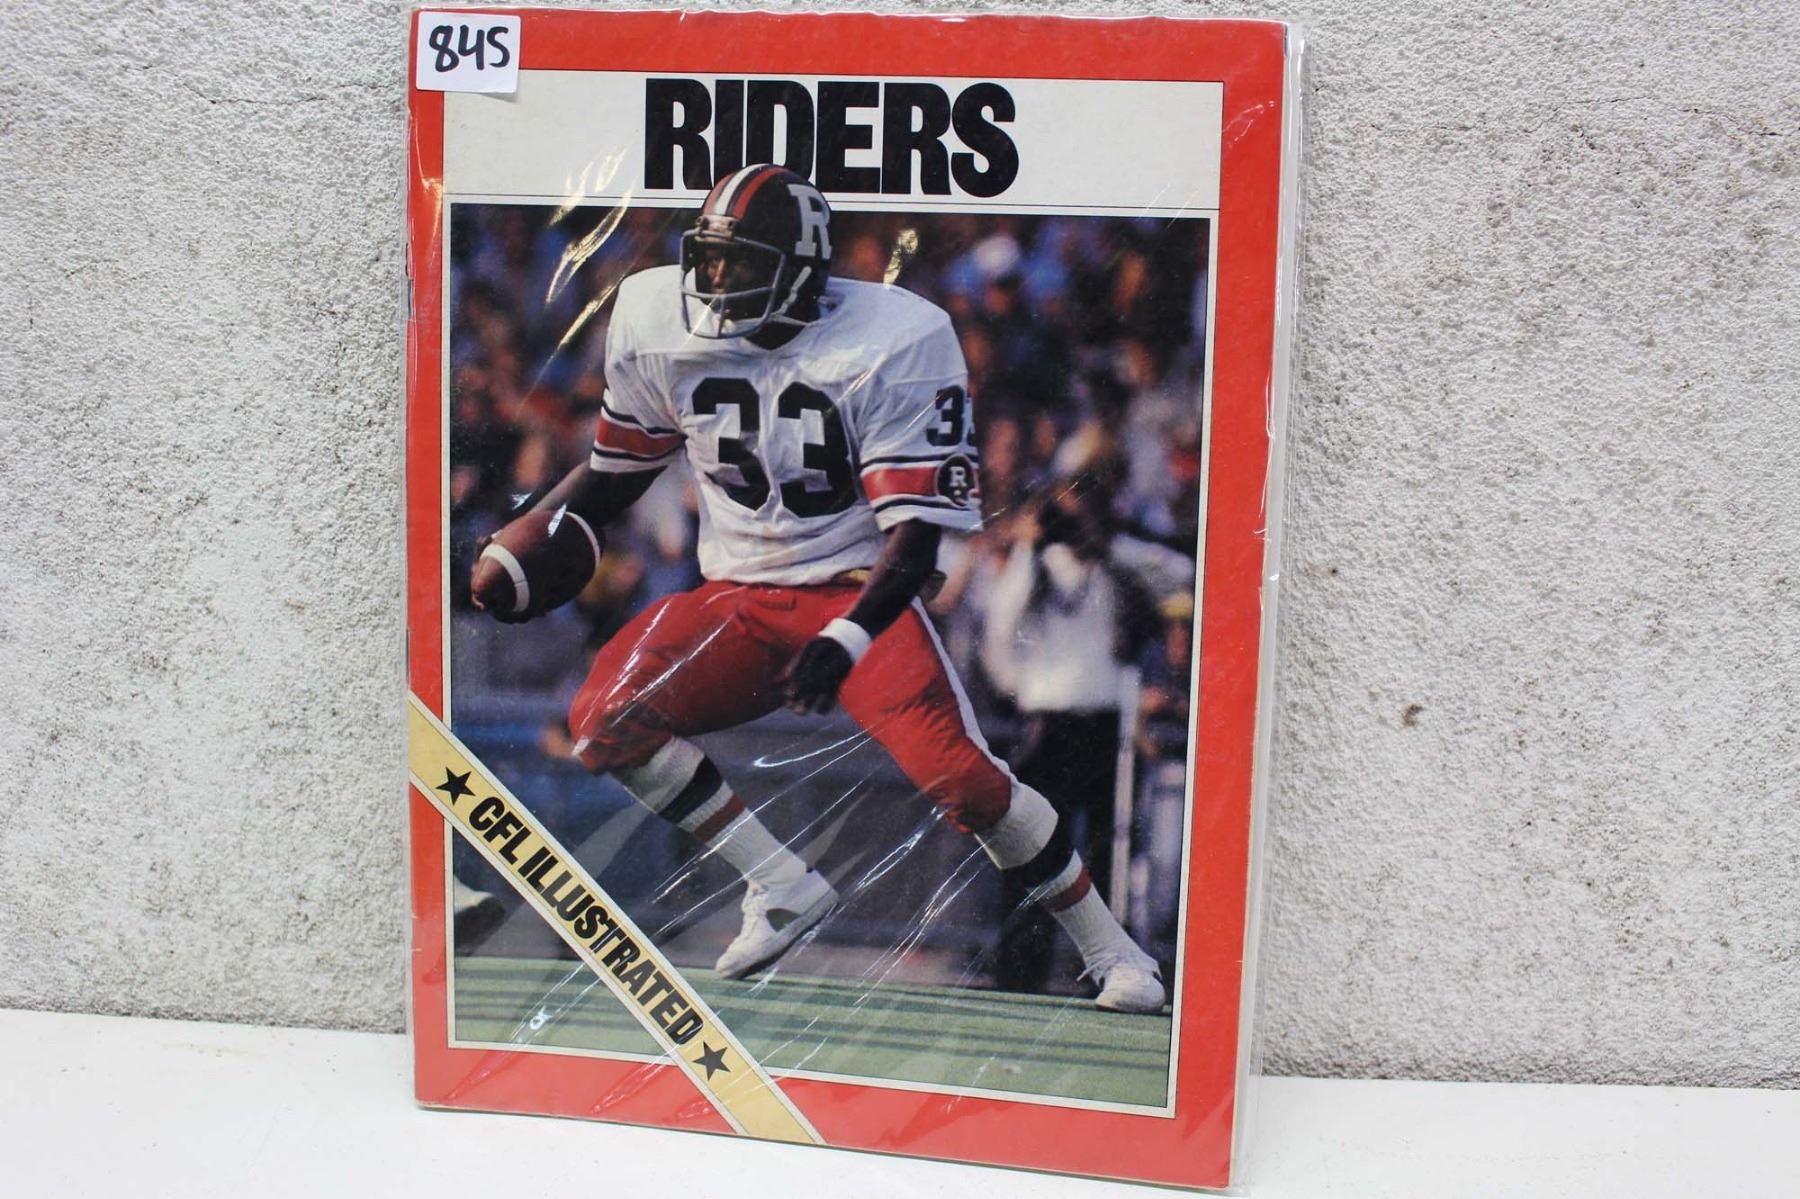 845
RIDERS
R
33
33
R
★ CFL ILLUSTRATED ★